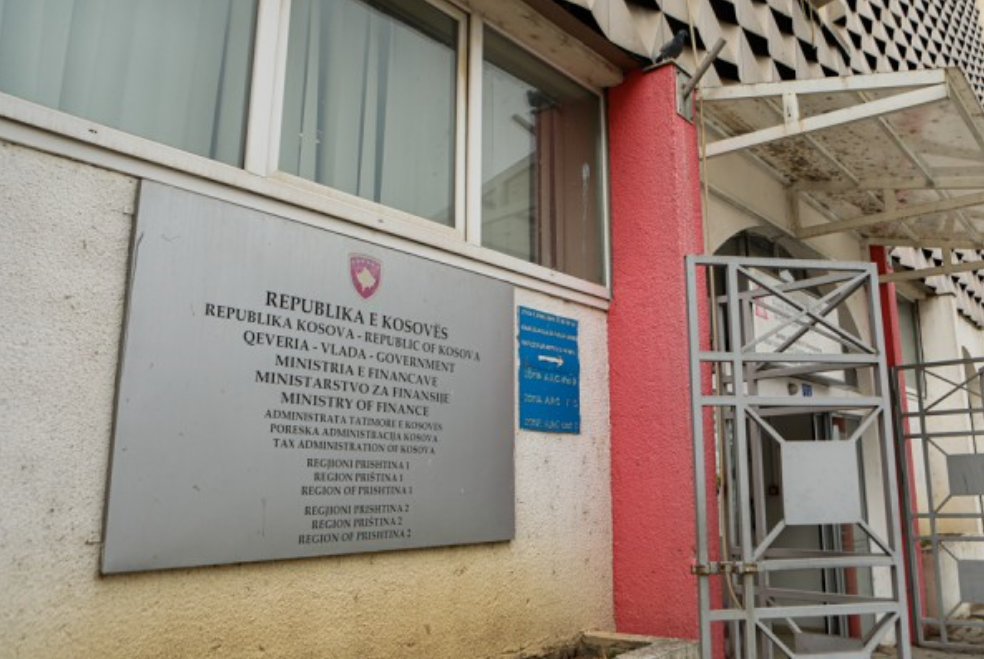 REPUBLIKA E KOSOVËS
REPUBLIKA KOSOVA - REPUBLIC OF KOSOVA
QEVERIA - VLADA - GOVERNMENT
MINISTRIA E FINANCAVE
MINISTARSTVO ZA FINANSIJE
MINISTRY OF FINANCE
ADMINISTRATA TATIMORE E KOSOVËS
PORESKA ADMINISTRACIJA KOSOVA
TAX ADMINISTRATION OF KOSOVA
REGJIONI PRISHTINA 1
REGION PRIŠTINA 1
REGION OF PRISHTINA 1
REGJIONI PRISHTINA 2
REGION PRIŠTINA 2
REGION OF PRISHTINA 2